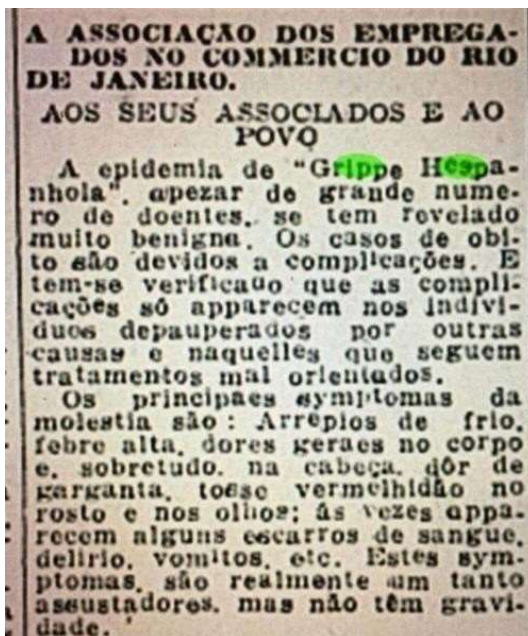 A ASSOCIAÇÃO DOS EMPREGA-
DOS NO COMMERCIO DO RIO
DE JANEIRO.
AOS SEUS ASSOCIADOS E AO
POVO
A epidemia de "Grippe Hespa-
nhola", apezar de grande nume-
ro de doentes, se tem revelado
muito benigna. Os casos de obi-
to são devidos a complicações. E
tem-se verificado que as compli-
cações só apparecem nos indivi-
duos depauperados por outras
causas e naquelles que seguem
tratamentos mal orientados.
Os principaes symptomas da
molestia são: Arrepios de frio,
febre alta, dores geraes no corpo
e, sobretudo, na cabeça, dôr de
garganta, tosse vermelhidão no
rosto e nos olhos; ás vezes appa-
recem alguns escarros de sangue,
delirio, vomitos, etc. Estes sym-
ptomas, são realmente um tanto
assustadores, mas não têm gravi-
dade.